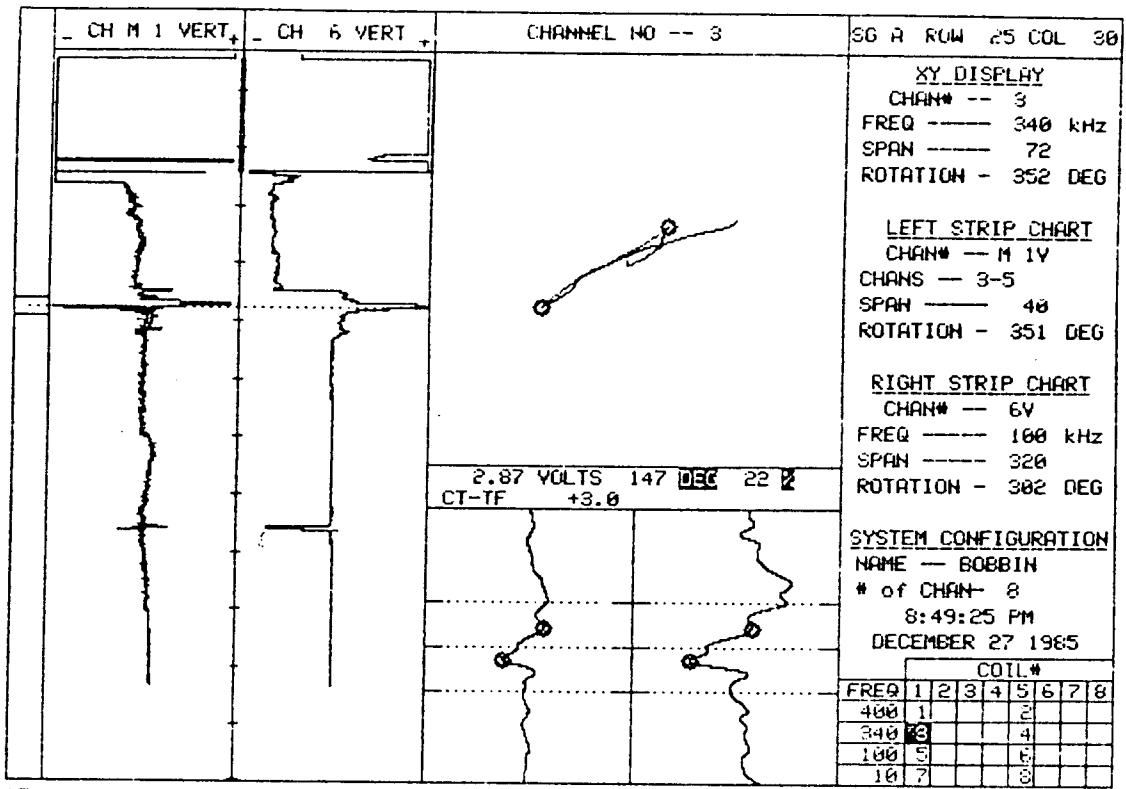 _ CH M 1 VERT +
_ CH 6 VERT +
CHANNEL NO -- 3
SG A ROW 25 COL 30
XY DISPLAY
CHAN# -- 3
FREQ ----- 340 kHz
SPAN ----- 72
ROTATION - 352 DEG
LEFT STRIP CHART
CHAN# -- M 1V
CHANS -- 3-5
SPAN ----- 40
ROTATION - 351 DEG
RIGHT STRIP CHART
CHAN# -- 6V
FREQ ----- 100 kHz
SPAN ----- 320
ROTATION - 302 DEG
2.87 VOLTS 147 DEG 22 %
CT-TF +3.0
SYSTEM CONFIGURATION
NAME -- BOBBIN
# of CHAN- 8
8:49:25 PM
DECEMBER 27 1985
COIL#
FREQ 1 2 3 4 5 6 7 8
400 1 2
340 3 4
100 5 6
10 7 8